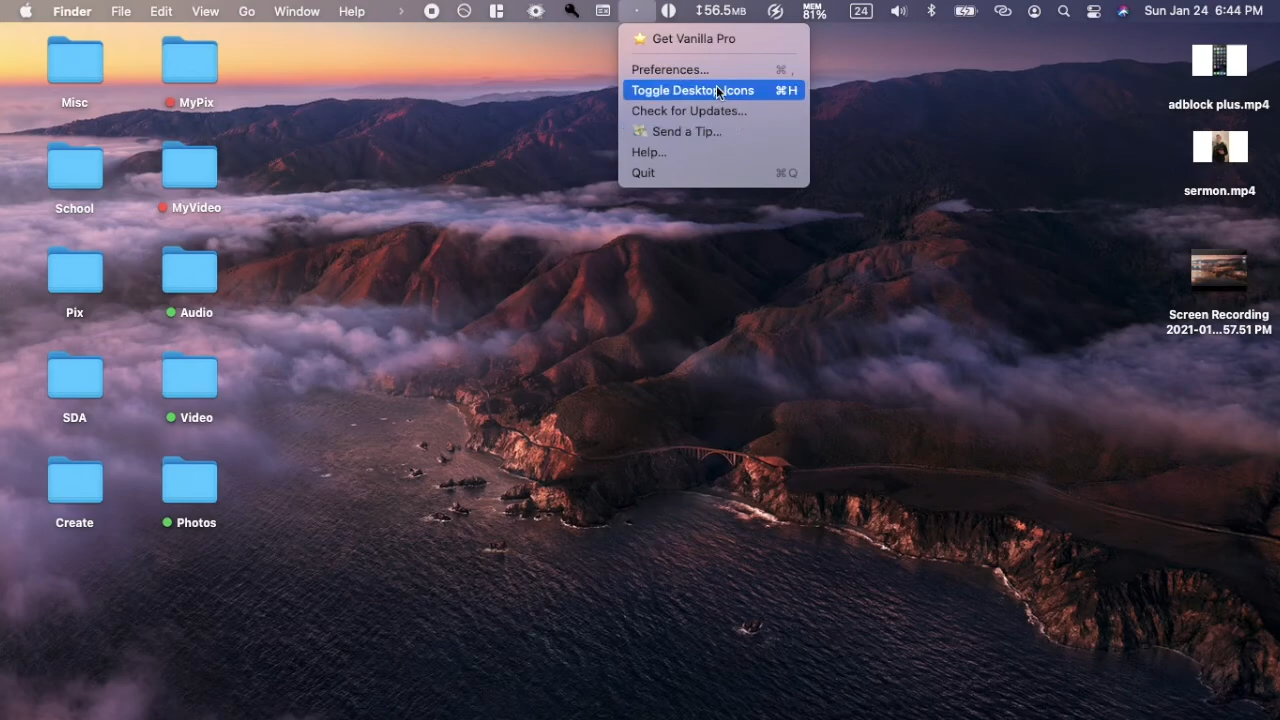 Finder File Edit View Go Window Help 56.5MB MEM 81% 24 Sun Jan 24 6:44 PM
Get Vanilla Pro
Preferences... ⌘ ,
Toggle Desktop Icons ⌘H
Check for Updates...
Send a Tip...
Help...
Quit ⌘Q
Misc
MyPix
School
MyVideo
Pix
Audio
SDA
Video
Create
Photos
adblock plus.mp4
sermon.mp4
Screen Recording
2021-01...57.51 PM